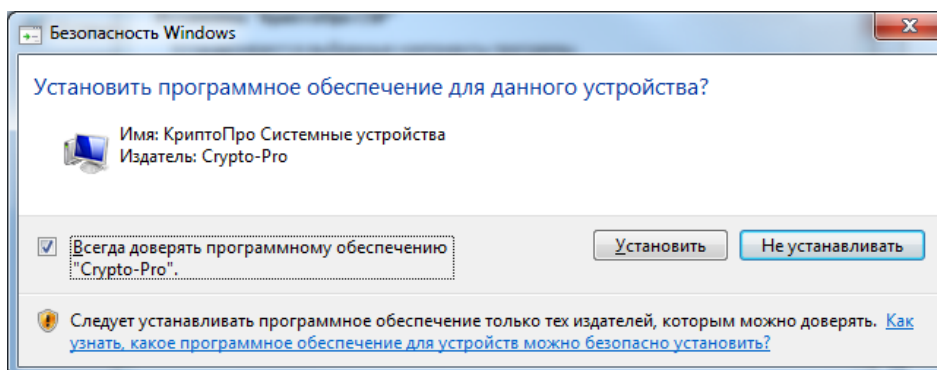 Безопасность Windows
Установить программное обеспечение для данного устройства?
Имя: КриптоПро Системные устройства
Издатель: Crypto-Pro
Всегда доверять программному обеспечению
"Crypto-Pro".
Установить
Не устанавливать
Следует устанавливать программное обеспечение только тех издателей, которым можно доверять. Как
узнать, какое программное обеспечение для устройств можно безопасно установить?